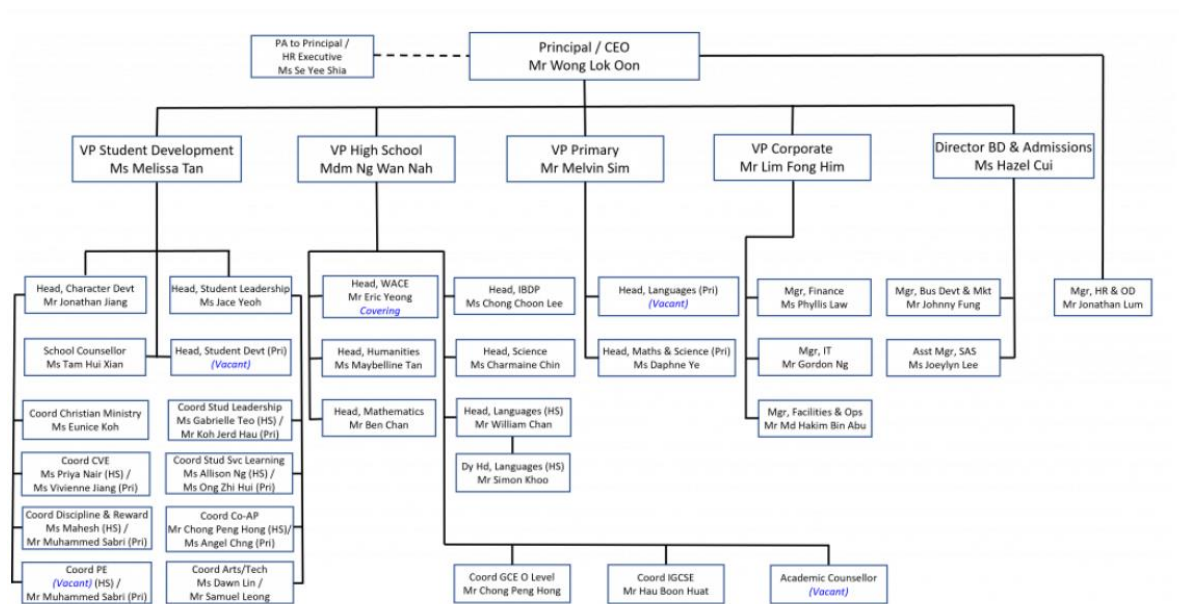 PA to Principal /
HR Executive
Ms Se Yee Shia
Principal / CEO
Mr Wong Lok Oon
VP Student Development
Ms Melissa Tan
VP High School
Mdm Ng Wan Nah
VP Primary
Mr Melvin Sim
VP Corporate
Mr Lim Fong Him
Director BD & Admissions
Ms Hazel Cui
Head, Character Devt
Mr Jonathan Jiang
Head, Student Leadership
Ms Jace Yeoh
Head, WACE
Mr Eric Yeong
Covering
Head, IBDP
Ms Chong Choon Lee
Head, Languages (Pri)
(Vacant)
Mgr, Finance
Ms Phyllis Law
Mgr, Bus Devt & Mkt
Mr Johnny Fung
Mgr, HR & OD
Mr Jonathan Lum
School Counsellor
Ms Tam Hui Xian
Head, Student Devt (Pri)
(Vacant)
Head, Humanities
Ms Maybelline Tan
Head, Science
Ms Charmaine Chin
Head, Maths & Science (Pri)
Ms Daphne Ye
Mgr, IT
Mr Gordon Ng
Asst Mgr, SAS
Ms Joeylyn Lee
Coord Christian Ministry
Ms Eunice Koh
Coord Stud Leadership
Ms Gabrielle Teo (HS) /
Mr Koh Jerd Hau (Pri)
Head, Mathematics
Mr Ben Chan
Head, Languages (HS)
Mr William Chan
Mgr, Facilities & Ops
Mr Md Hakim Bin Abu
Coord CVE
Ms Priya Nair (HS) /
Ms Vivienne Jiang (Pri)
Coord Stud Svc Learning
Ms Allison Ng (HS) /
Ms Ong Zhi Hui (Pri)
Dy Hd, Languages (HS)
Mr Simon Khoo
Coord Discipline & Reward
Ms Mahesh (HS) /
Mr Muhammed Sabri (Pri)
Coord Co-AP
Mr Chong Peng Hong (HS)/
Ms Angel Chng (Pri)
Coord PE
(Vacant) (HS) /
Mr Muhammed Sabri (Pri)
Coord Arts/Tech
Ms Dawn Lin /
Mr Samuel Leong
Coord GCE O Level
Mr Chong Peng Hong
Coord IGCSE
Mr Hau Boon Huat
Academic Counsellor
(Vacant)